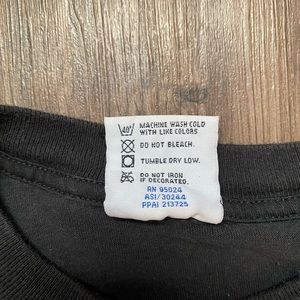 40°
MACHINE WASH COLD
WITH LIKE COLORS
DO NOT BLEACH.
TUMBLE DRY LOW.
DO NOT IRON
IF DECORATED.
RN 95024
ASI/30244
PPAI 213725